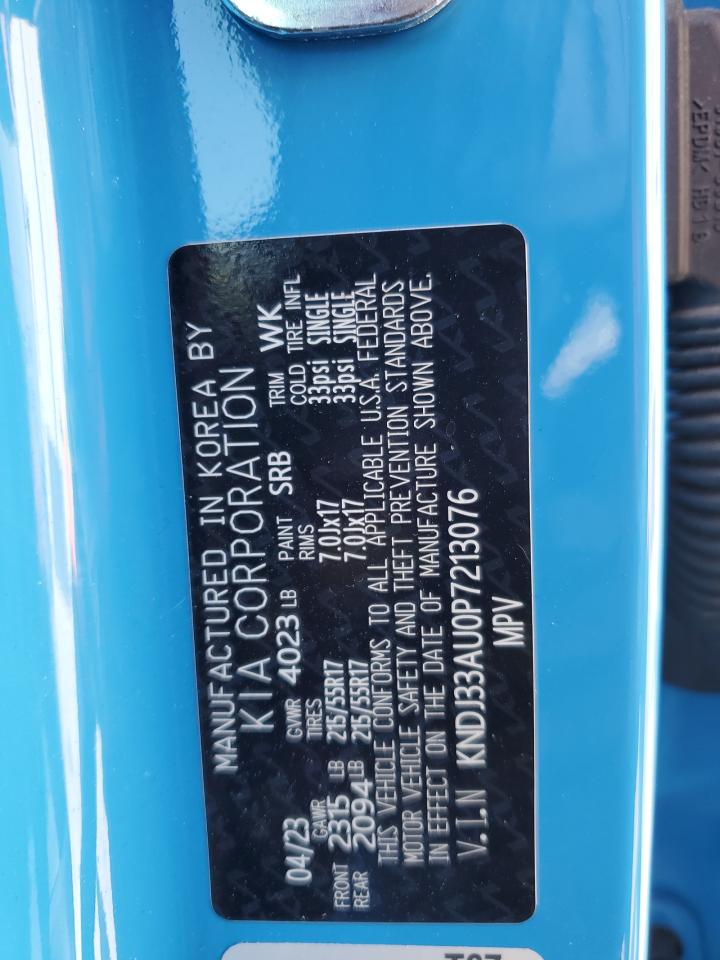 MANUFACTURED IN KOREA BY
KIA CORPORATION
04/23 GVWR 4023 LB PAINT SRB TRIM WK
GAWR TIRES RIMS COLD TIRE INFL
FRONT 2315 LB 215/55R17 7.0Jx17 33psi SINGLE
REAR 2094 LB 215/55R17 7.0Jx17 33psi SINGLE
THIS VEHICLE CONFORMS TO ALL APPLICABLE U.S.A. FEDERAL
MOTOR VEHICLE SAFETY AND THEFT PREVENTION STANDARDS
IN EFFECT ON THE DATE OF MANUFACTURE SHOWN ABOVE.
V.I.N KNDJ33AU0P7213076
MPV
>EPDM< HD1B